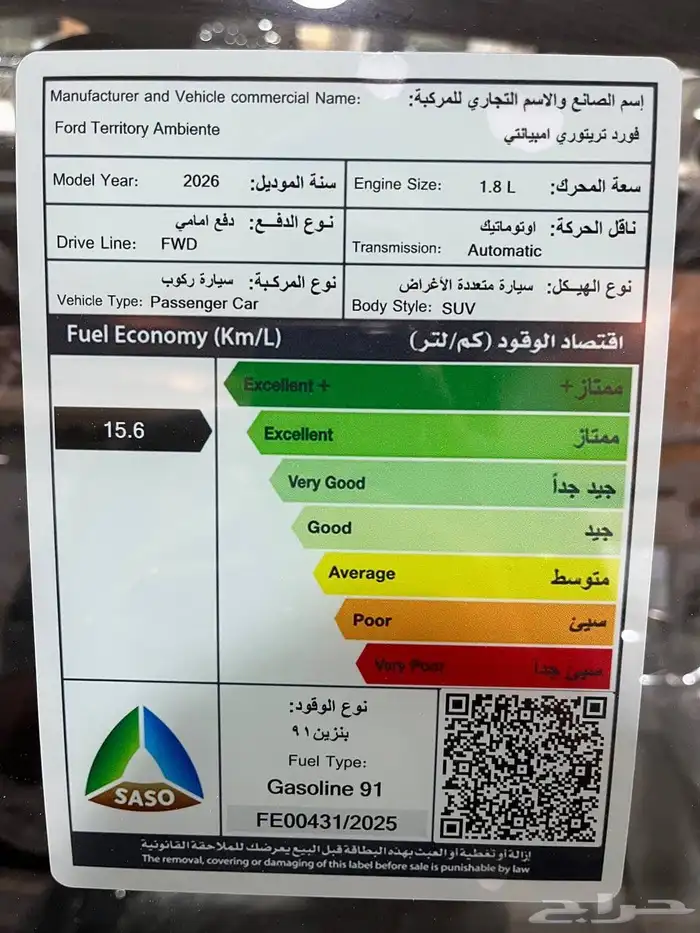 Manufacturer and Vehicle commercial Name: إسم الصانع والاسم التجاري للمركبة:
Ford Territory Ambiente فورد تريتوري امبيانتي
Model Year: 2026 سنة الموديل:
Engine Size: 1.8 L سعة المحرك:
نوع الدفع: دفع امامي
Drive Line: FWD
ناقل الحركة: اوتوماتيك
Transmission: Automatic
نوع المركبة: سيارة ركوب
Vehicle Type: Passenger Car
نوع الهيكل: سيارة متعددة الأغراض
Body Style: SUV
Fuel Economy (Km/L) اقتصاد الوقود (كم/لتر)
Excellent + ممتاز+
15.6
Excellent ممتاز
Very Good جيد جداً
Good جيد
Average متوسط
Poor سيئ
Very Poor سيئ جداً
SASO
نوع الوقود:
بنزين ٩١
Fuel Type:
Gasoline 91
FE00431/2025
إزالة أو تغطية أو العبث بهذه البطاقة قبل البيع يعرضك للملاحقة القانونية
The removal, covering or damaging of this label before sale is punishable by law
حراج